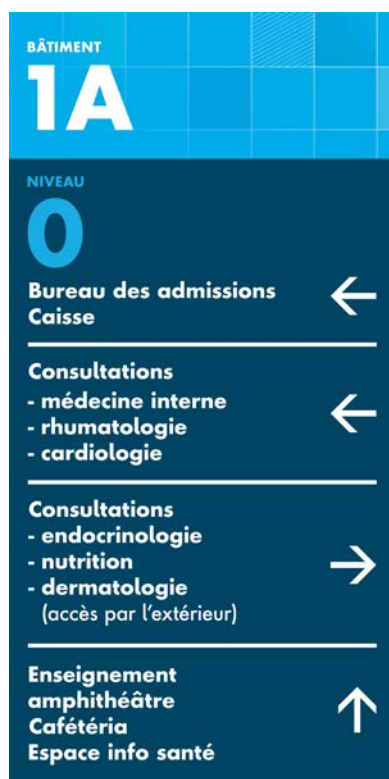 BÂTIMENT
1A
NIVEAU
0
Bureau des admissions
Caisse
Consultations
- médecine interne
- rhumatologie
- cardiologie
Consultations
- endocrinologie
- nutrition
- dermatologie
(accès par l'extérieur)
Enseignement
amphithéâtre
Cafétéria
Espace info santé